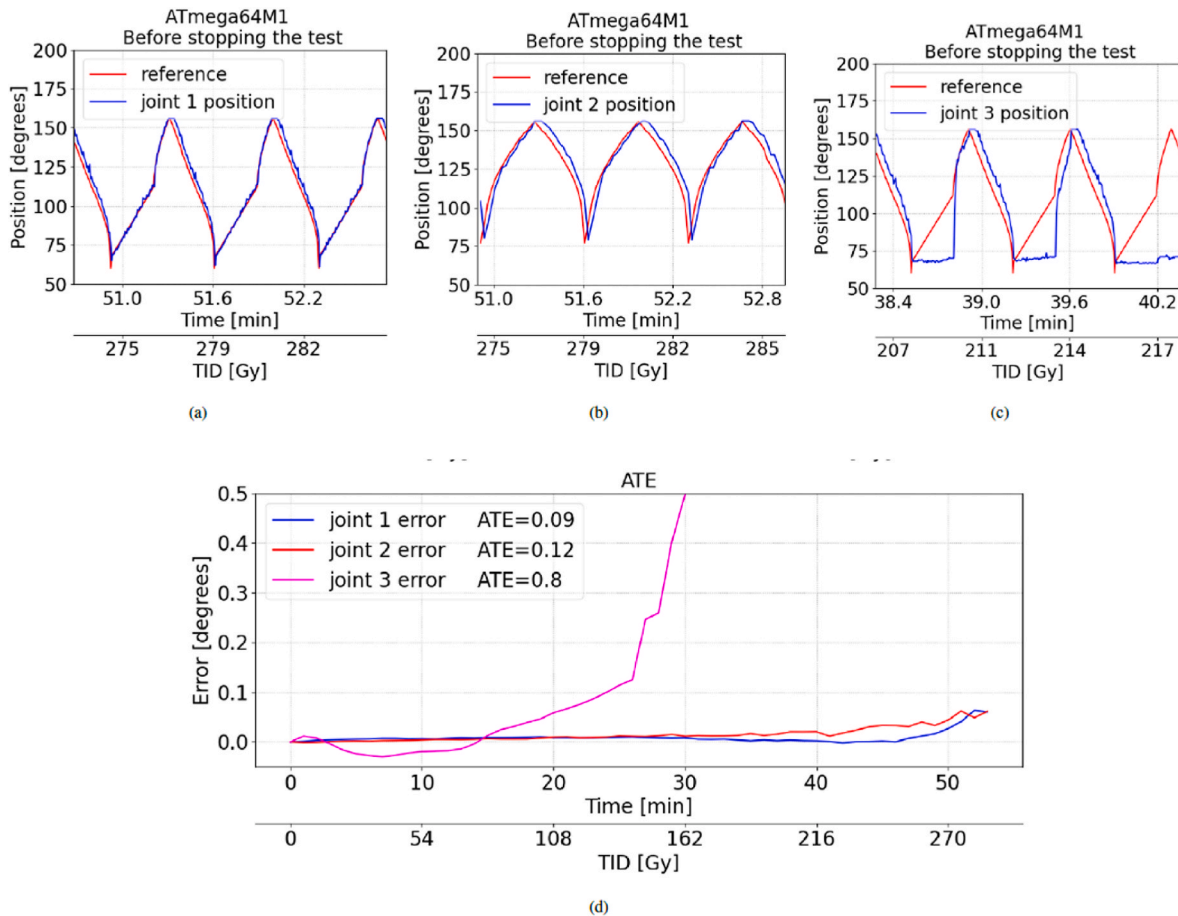 ATmega64M1
Before stopping the test
200
175
150
125
100
75
50
Position [degrees]
reference
joint 1 position
51.0 51.6 52.2
Time [min]
275 279 282
TID [Gy]
(a)
ATmega64M1
Before stopping the test
200
175
150
125
100
75
50
Position [degrees]
reference
joint 2 position
51.0 51.6 52.2 52.8
Time [min]
275 279 282 285
TID [Gy]
(b)
ATmega64M1
Before stopping the test
200
175
150
125
100
75
50
Position [degrees]
reference
joint 3 position
38.4 39.0 39.6 40.2
Time [min]
207 211 214 217
TID [Gy]
(c)
ATE
0.5
0.4
0.3
0.2
0.1
0.0
Error [degrees]
joint 1 error ATE=0.09
joint 2 error ATE=0.12
joint 3 error ATE=0.8
0 10 20 30 40 50
Time [min]
0 54 108 162 216 270
TID [Gy]
(d)